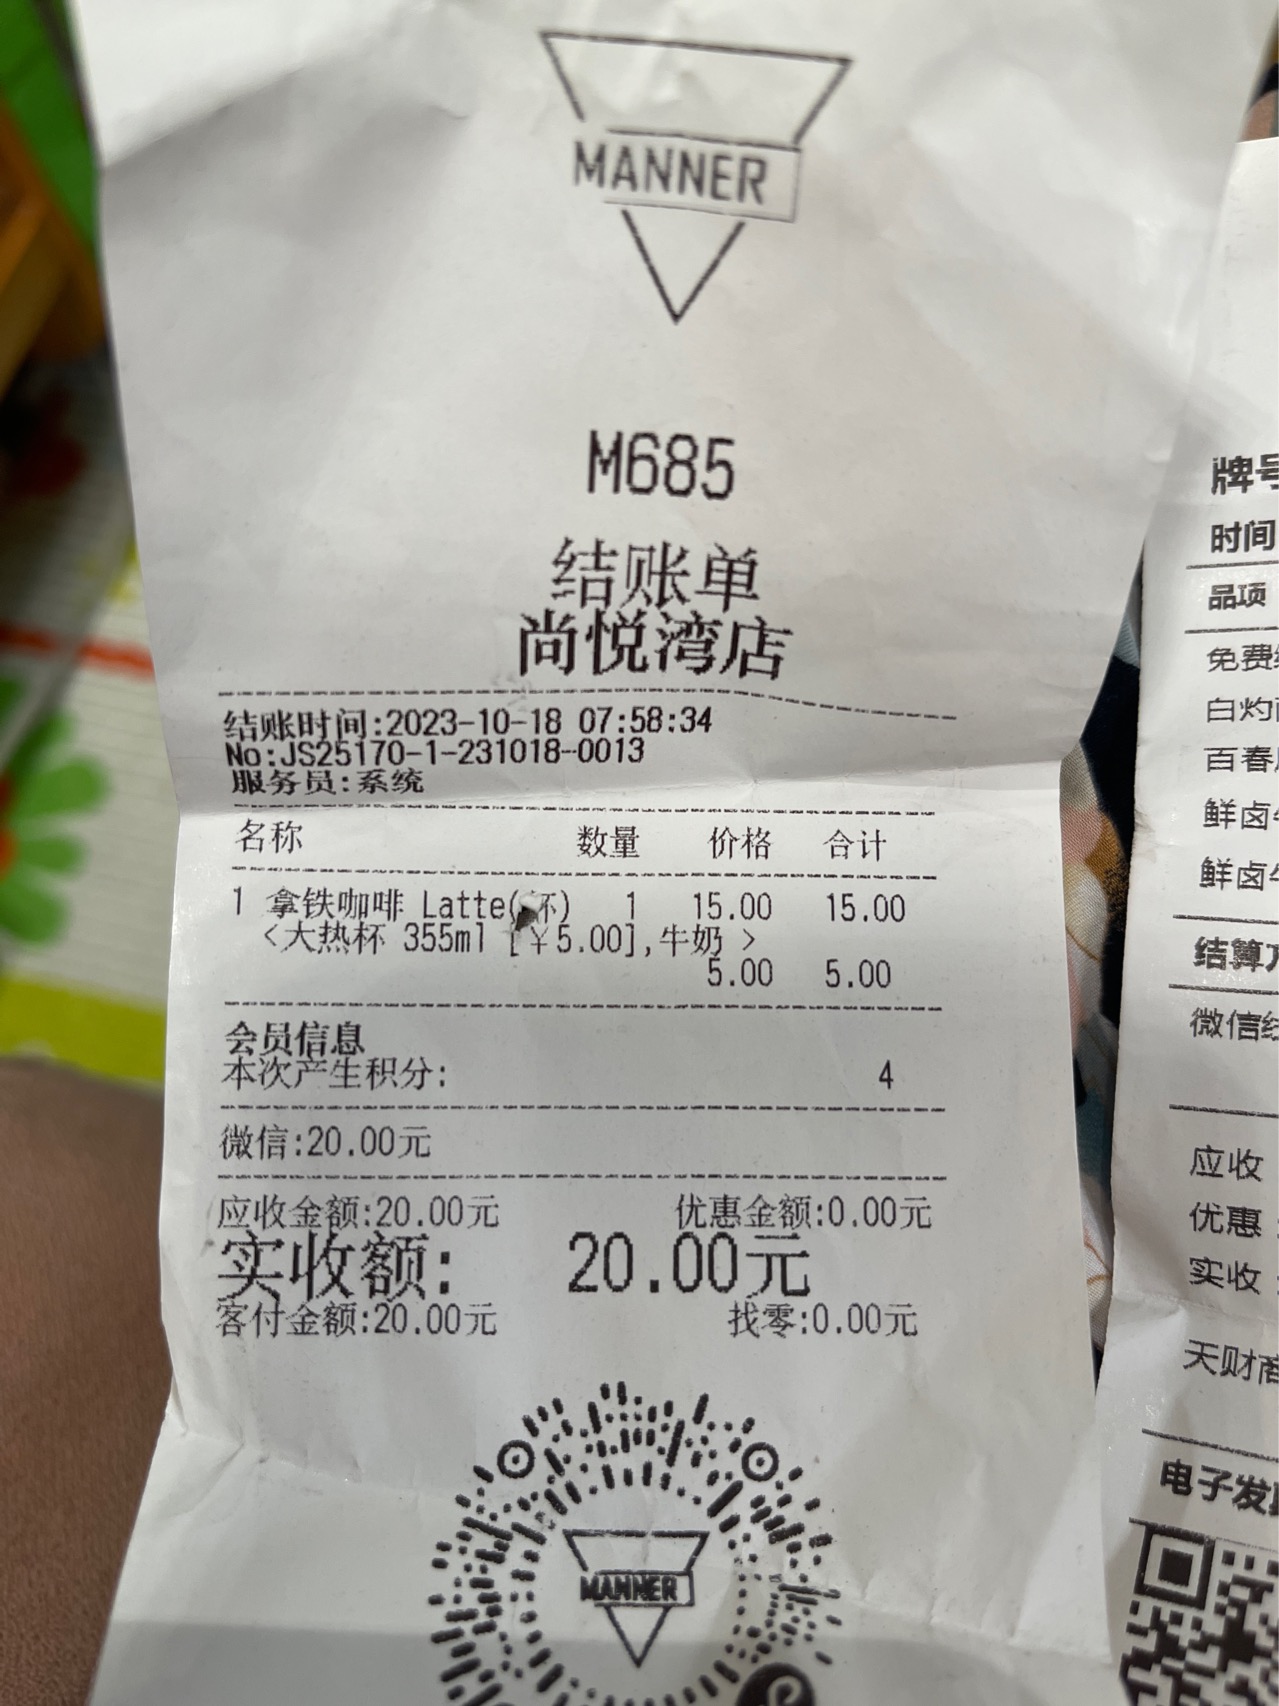 MANNER
M685
结账单
尚悦湾店
结账时间:2023-10-18 07:58:34
No:JS25170-1-231018-0013
服务员:系统
名称 数量 价格 合计
1 拿铁咖啡 Latte( 杯) 1 15.00 15.00
<大热杯 355ml [¥5.00],牛奶 >
5.00 5.00
会员信息
本次产生积分: 4
微信:20.00元
应收金额:20.00元 优惠金额:0.00元
实收额: 20.00元
客付金额:20.00元 找零:0.00元
MANNER
牌号
时间
品项
免费
白灼
百春
鲜卤
鲜卤
结算
微信
应收
优惠
实收
天财商
电子发